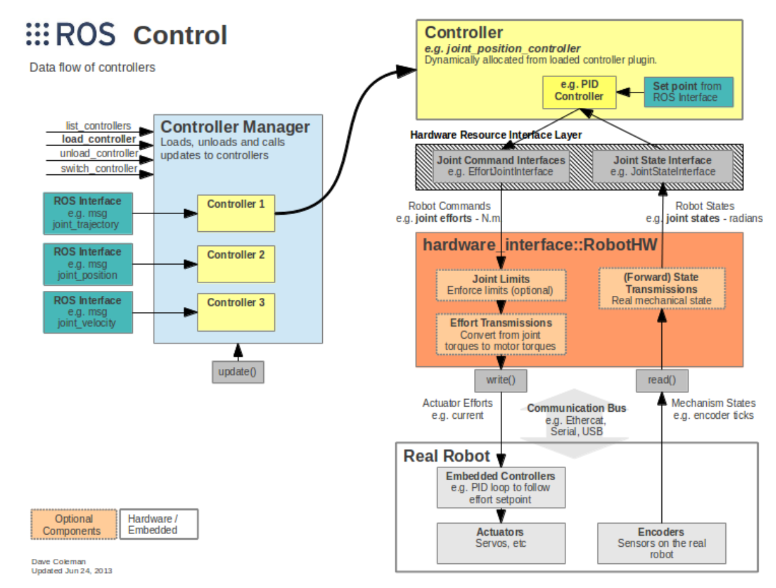 ROS Control
Data flow of controllers
list_controllers
load_controller
unload_controller
switch_controller
Controller Manager
Loads, unloads and calls
updates to controllers
ROS Interface
e.g. msg
joint_trajectory
Controller 1
ROS Interface
e.g. msg
joint_position
Controller 2
ROS Interface
e.g. msg
joint_velocity
Controller 3
update()
Controller
e.g. joint_position_controller
Dynamically allocated from loaded controller plugin.
e.g. PID
Controller
Set point from
ROS Interface
Hardware Resource Interface Layer
Joint Command Interfaces
e.g. EffortJointInterface
Joint State Interface
e.g. JointStateInterface
Robot Commands
e.g. joint efforts - N.m
Robot States
e.g. joint states - radians
hardware_interface::RobotHW
Joint Limits
Enforce limits (optional)
Effort Transmissions
Convert from joint
torques to motor torques
(Forward) State
Transmissions
Real mechanical state
write()
read()
Actuator Efforts
e.g. current
Communication Bus
e.g. Ethercat,
Serial, USB
Mechanism States
e.g. encoder ticks
Real Robot
Embedded Controllers
e.g. PID loop to follow
effort setpoint
Actuators
Servos, etc
Encoders
Sensors on the real
robot
Optional
Components
Hardware /
Embedded
Dave Coleman
Updated Jun 24, 2013